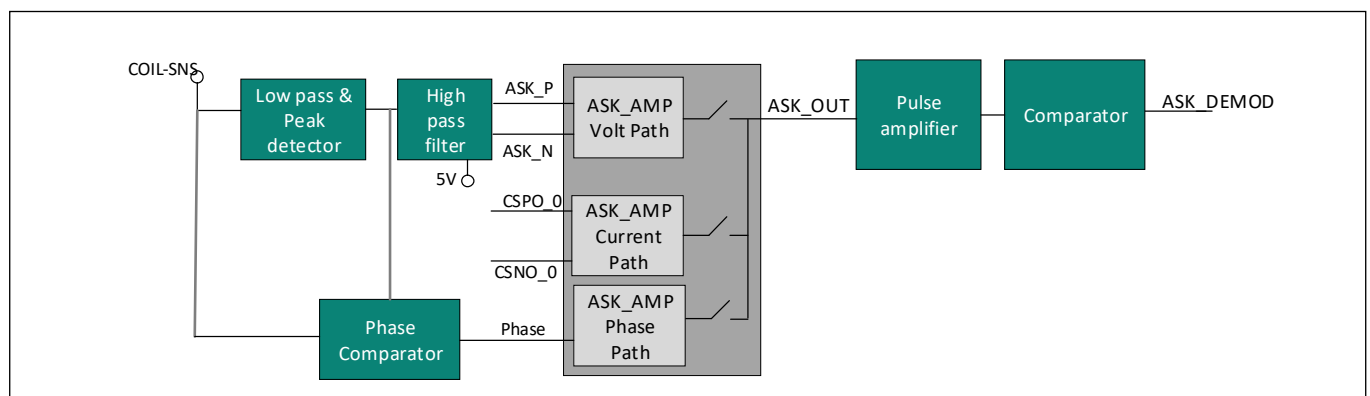 COIL-SNS
Low pass &
Peak
detector
High
pass
filter
5V
ASK_P
ASK_N
ASK_AMP
Volt Path
ASK_OUT
Pulse
amplifier
Comparator
ASK_DEMOD
CSPO_0
CSNO_0
ASK_AMP
Current
Path
Phase
Comparator
Phase
ASK_AMP
Phase
Path